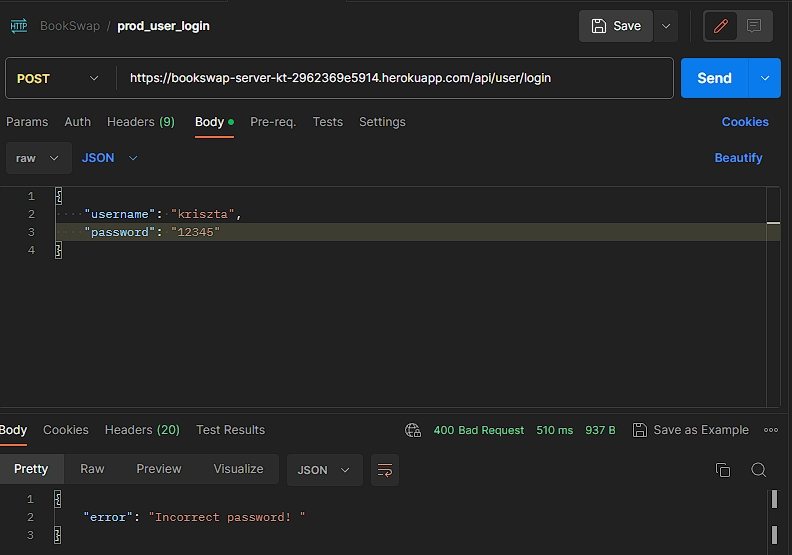 HTTP BookSwap / prod_user_login Save
POST https://bookswap-server-kt-2962369e5914.herokuapp.com/api/user/login Send
Params Auth Headers (9) Body Pre-req. Tests Settings Cookies
raw JSON Beautify
1 {
2 "username": "kriszta",
3 "password": "12345"
4 }
Body Cookies Headers (20) Test Results 400 Bad Request 510 ms 937 B Save as Example
Pretty Raw Preview Visualize JSON
1 {
2 "error": "Incorrect password! "
3 }